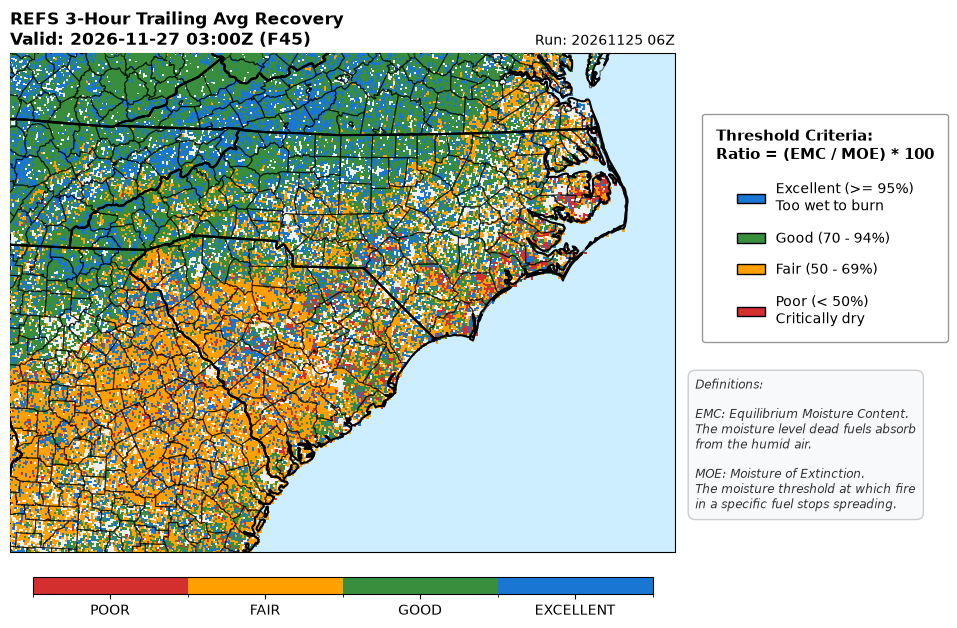 REFS 3-Hour Trailing Avg Recovery
Valid: 2026-11-27 03:00Z (F45)
Run: 20261125 06Z
Threshold Criteria:
Ratio = (EMC / MOE) * 100
Excellent (>= 95%)
Too wet to burn
Good (70 - 94%)
Fair (50 - 69%)
Poor (< 50%)
Critically dry
Definitions:
EMC: Equilibrium Moisture Content.
The moisture level dead fuels absorb
from the humid air.
MOE: Moisture of Extinction.
The moisture threshold at which fire
in a specific fuel stops spreading.
POOR FAIR GOOD EXCELLENT